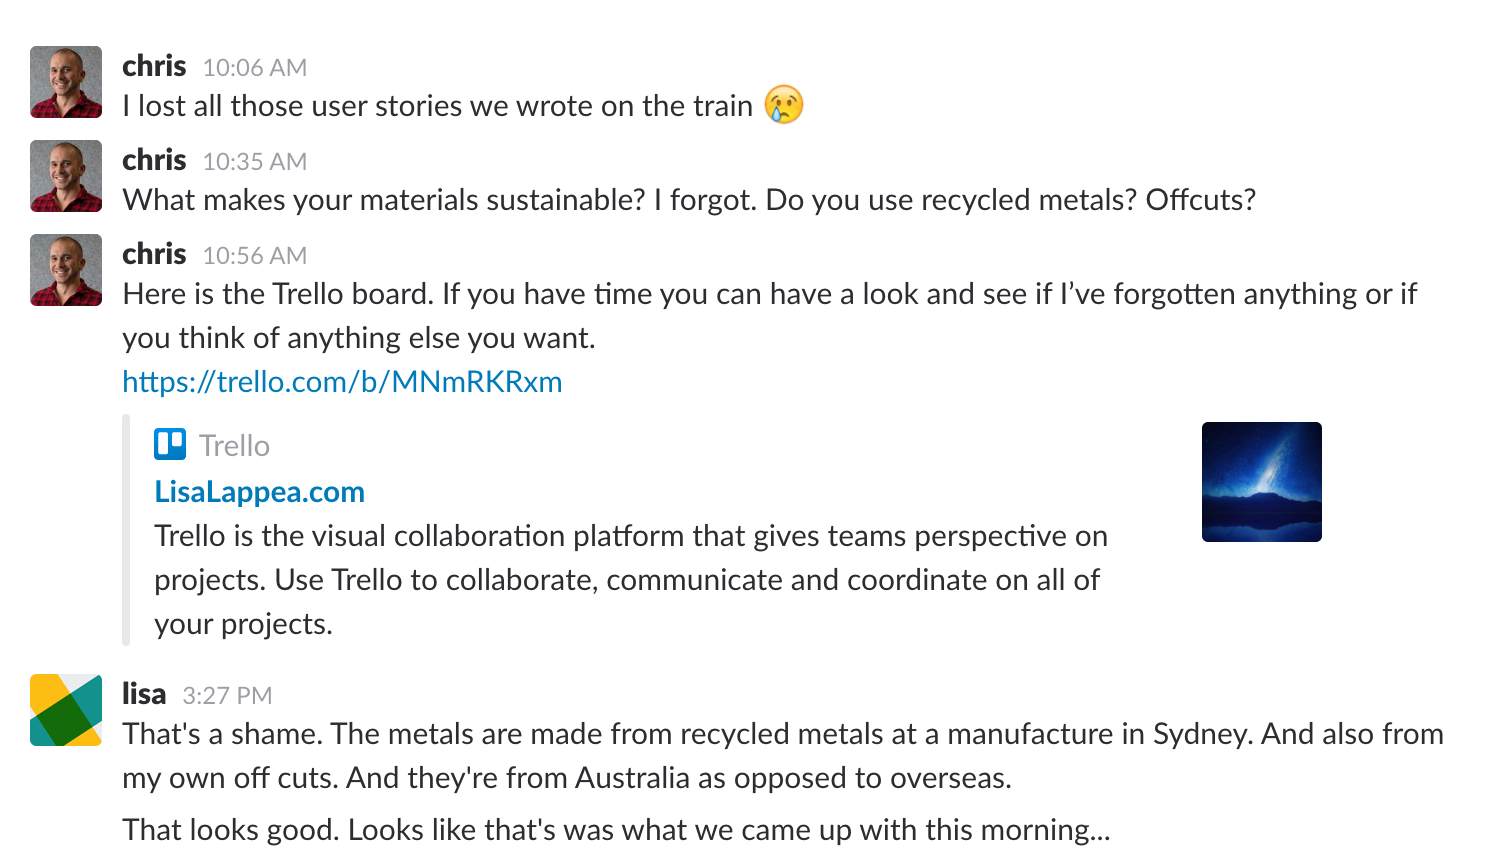 chris 10:06 AM
I lost all those user stories we wrote on the train 😢
chris 10:35 AM
What makes your materials sustainable? I forgot. Do you use recycled metals? Offcuts?
chris 10:56 AM
Here is the Trello board. If you have time you can have a look and see if I’ve forgotten anything or if
you think of anything else you want.
https://trello.com/b/MNmRKRxm
Trello
LisaLappea.com
Trello is the visual collaboration platform that gives teams perspective on
projects. Use Trello to collaborate, communicate and coordinate on all of
your projects.
lisa 3:27 PM
That's a shame. The metals are made from recycled metals at a manufacture in Sydney. And also from
my own off cuts. And they're from Australia as opposed to overseas.
That looks good. Looks like that's was what we came up with this morning...